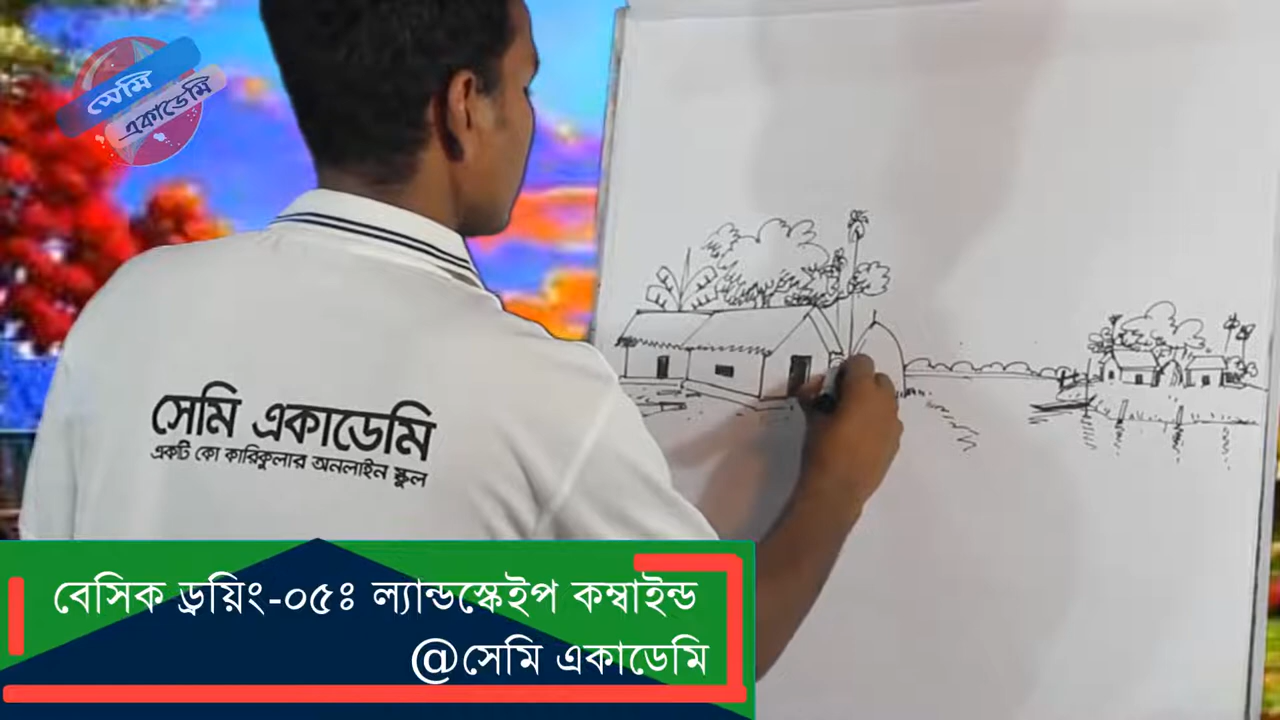 সেমি
একাডেমি
সেমি একাডেমি
একটি কো কারিকুলার অনলাইন স্কুল
বেসিক ড্রয়িং-০৫ঃ ল্যান্ডস্কেইপ কম্বাইন্ড
@সেমি একাডেমি